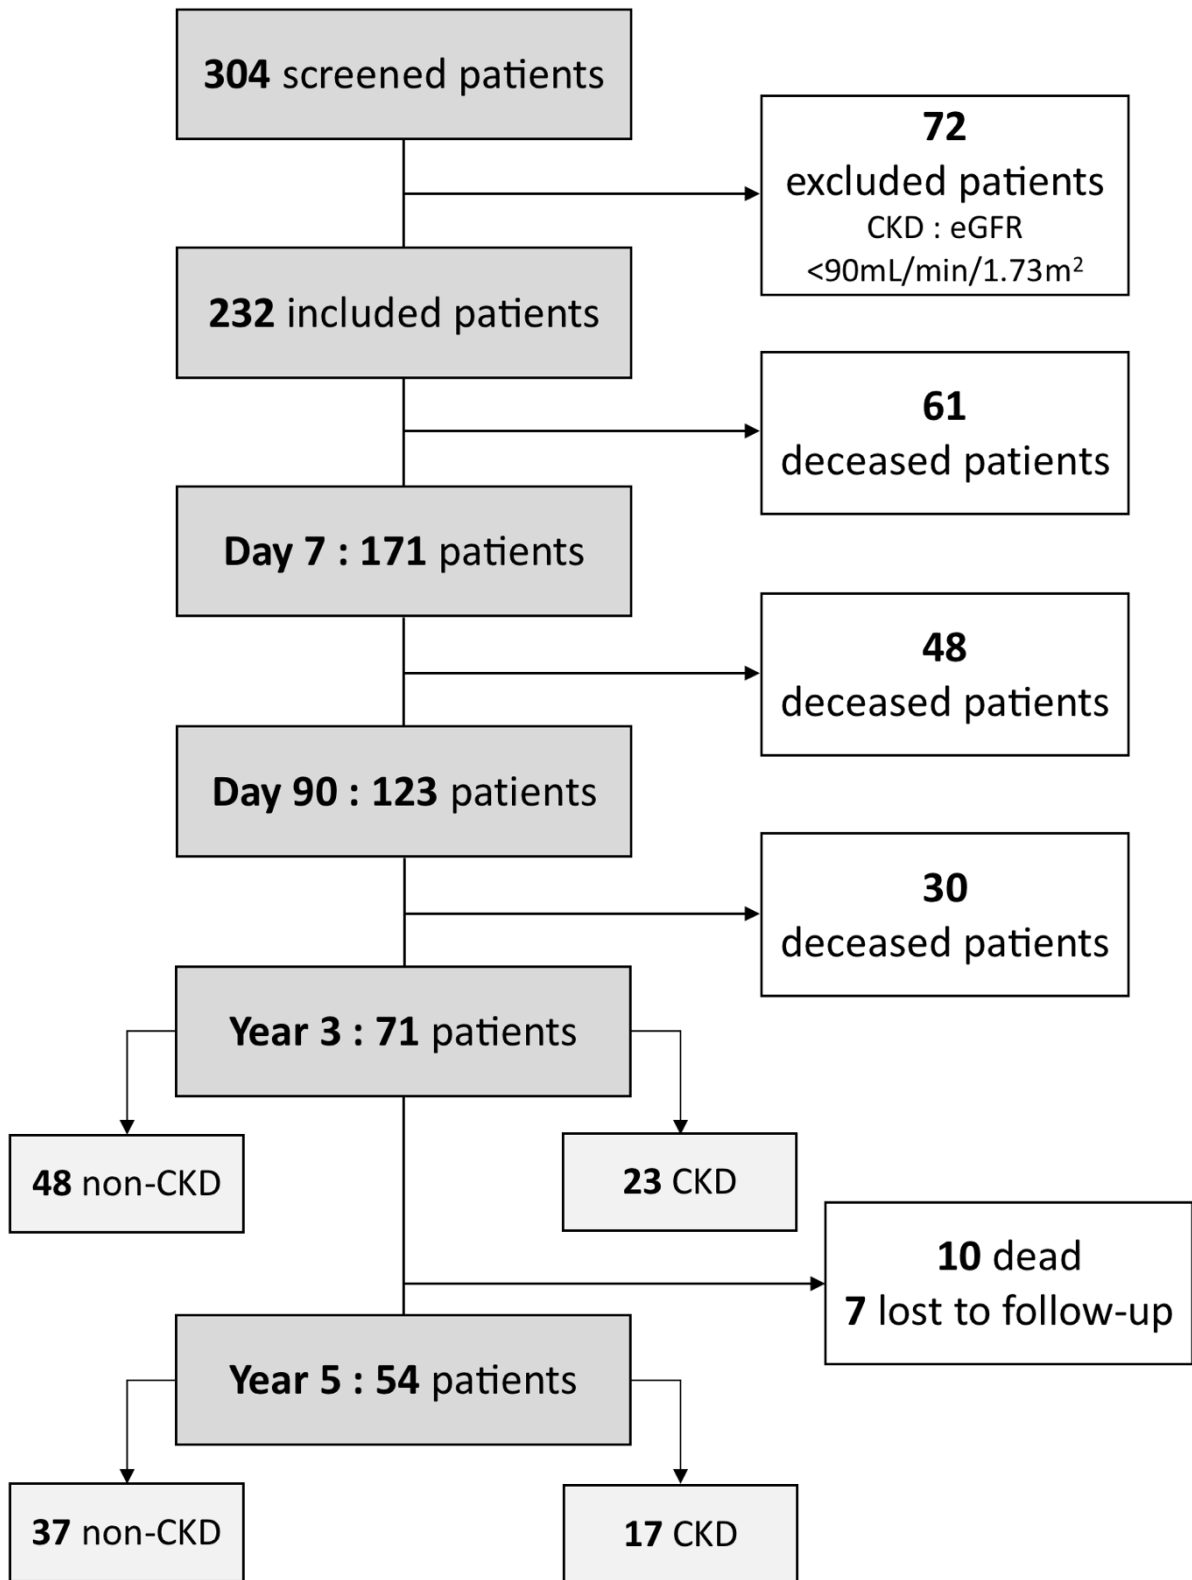 304 screened patients
72
excluded patients
CKD : eGFR
<90mL/min/1.73m²
232 included patients
61
deceased patients
Day 7 : 171 patients
48
deceased patients
Day 90 : 123 patients
30
deceased patients
Year 3 : 71 patients
48 non-CKD
23 CKD
10 dead
7 lost to follow-up
Year 5 : 54 patients
37 non-CKD
17 CKD